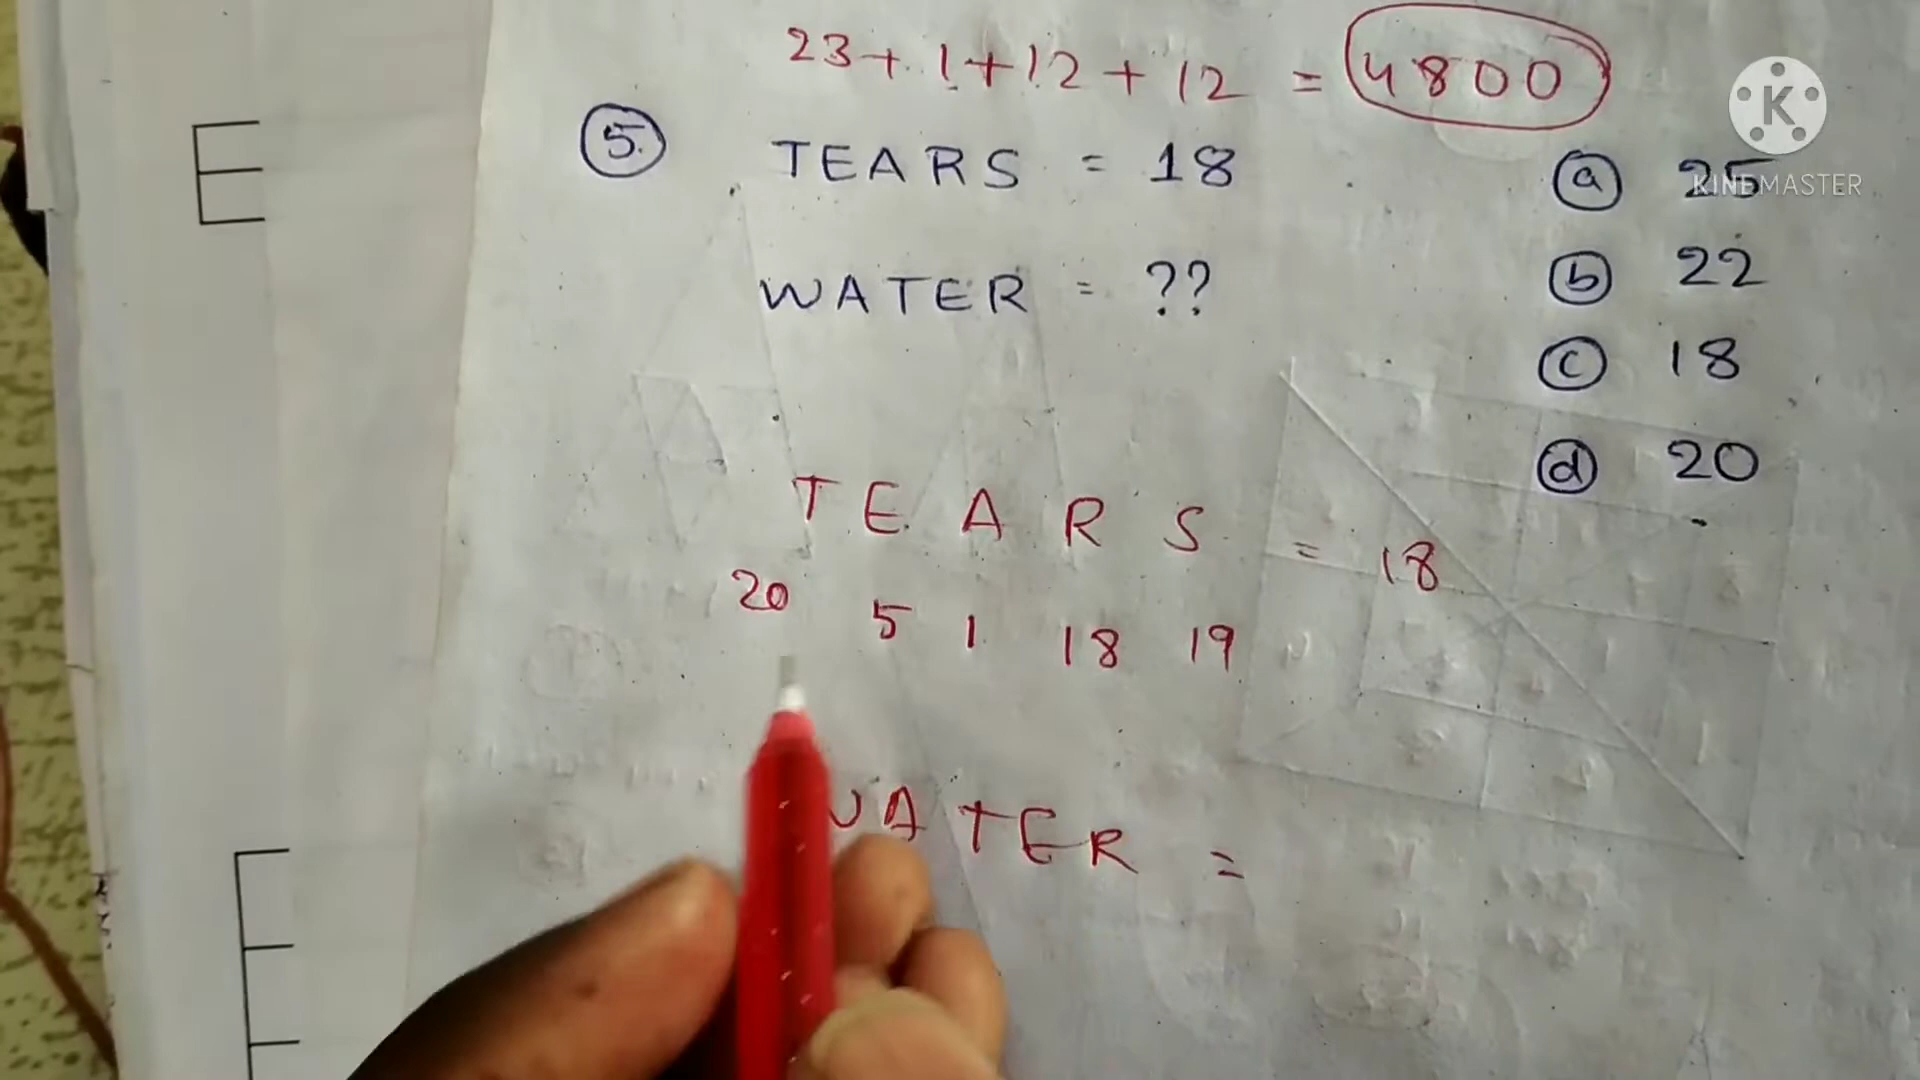 23 + 1 + 12 + 12 = 4800
5. TEARS = 18
WATER = ??
a 25
b 22
c 18
d 20
TEARS = 18
20 5 1 18 19
WATER =
K
KINEMASTER
E
E